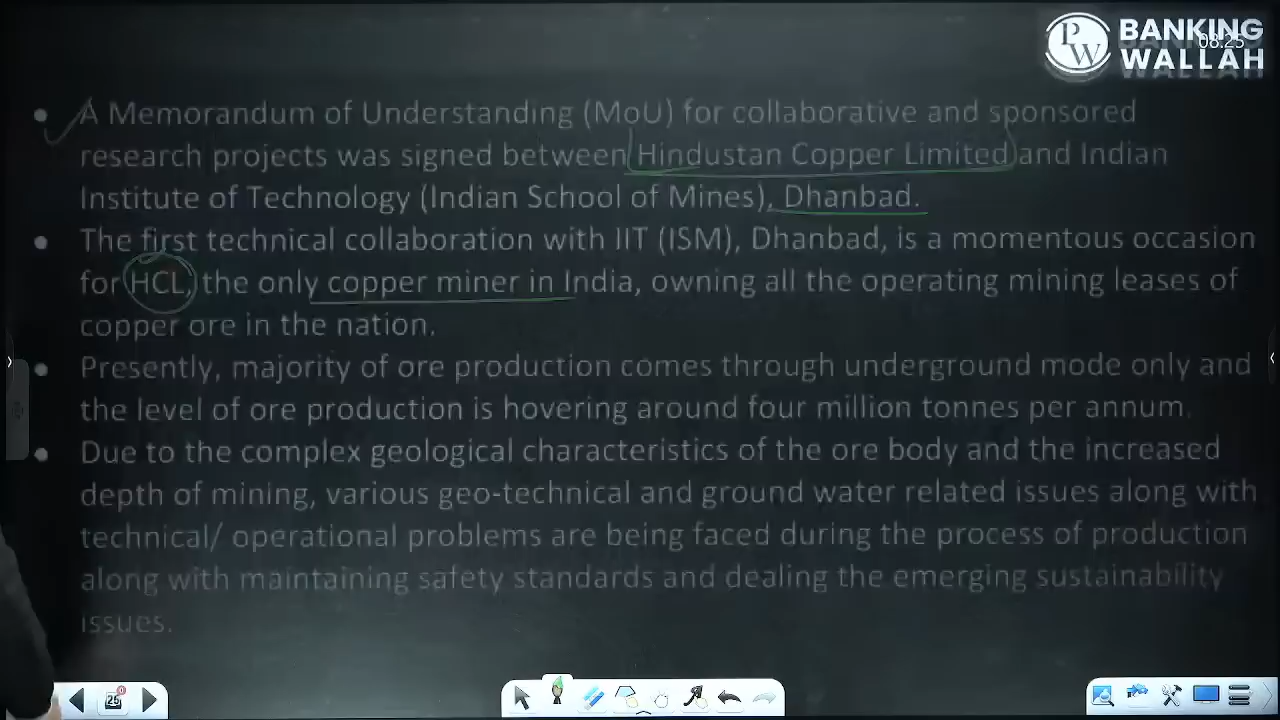 PW
BANKING
WALLAH
08:25
A Memorandum of Understanding (MoU) for collaborative and sponsored
research projects was signed between Hindustan Copper Limited and Indian
Institute of Technology (Indian School of Mines), Dhanbad.
The first technical collaboration with IIT (ISM), Dhanbad, is a momentous occasion
for HCL, the only copper miner in India, owning all the operating mining leases of
copper ore in the nation.
Presently, majority of ore production comes through underground mode only and
the level of ore production is hovering around four million tonnes per annum.
Due to the complex geological characteristics of the ore body and the increased
depth of mining, various geo-technical and ground water related issues along with
technical/ operational problems are being faced during the process of production
along with maintaining safety standards and dealing the emerging sustainability
issues.
25